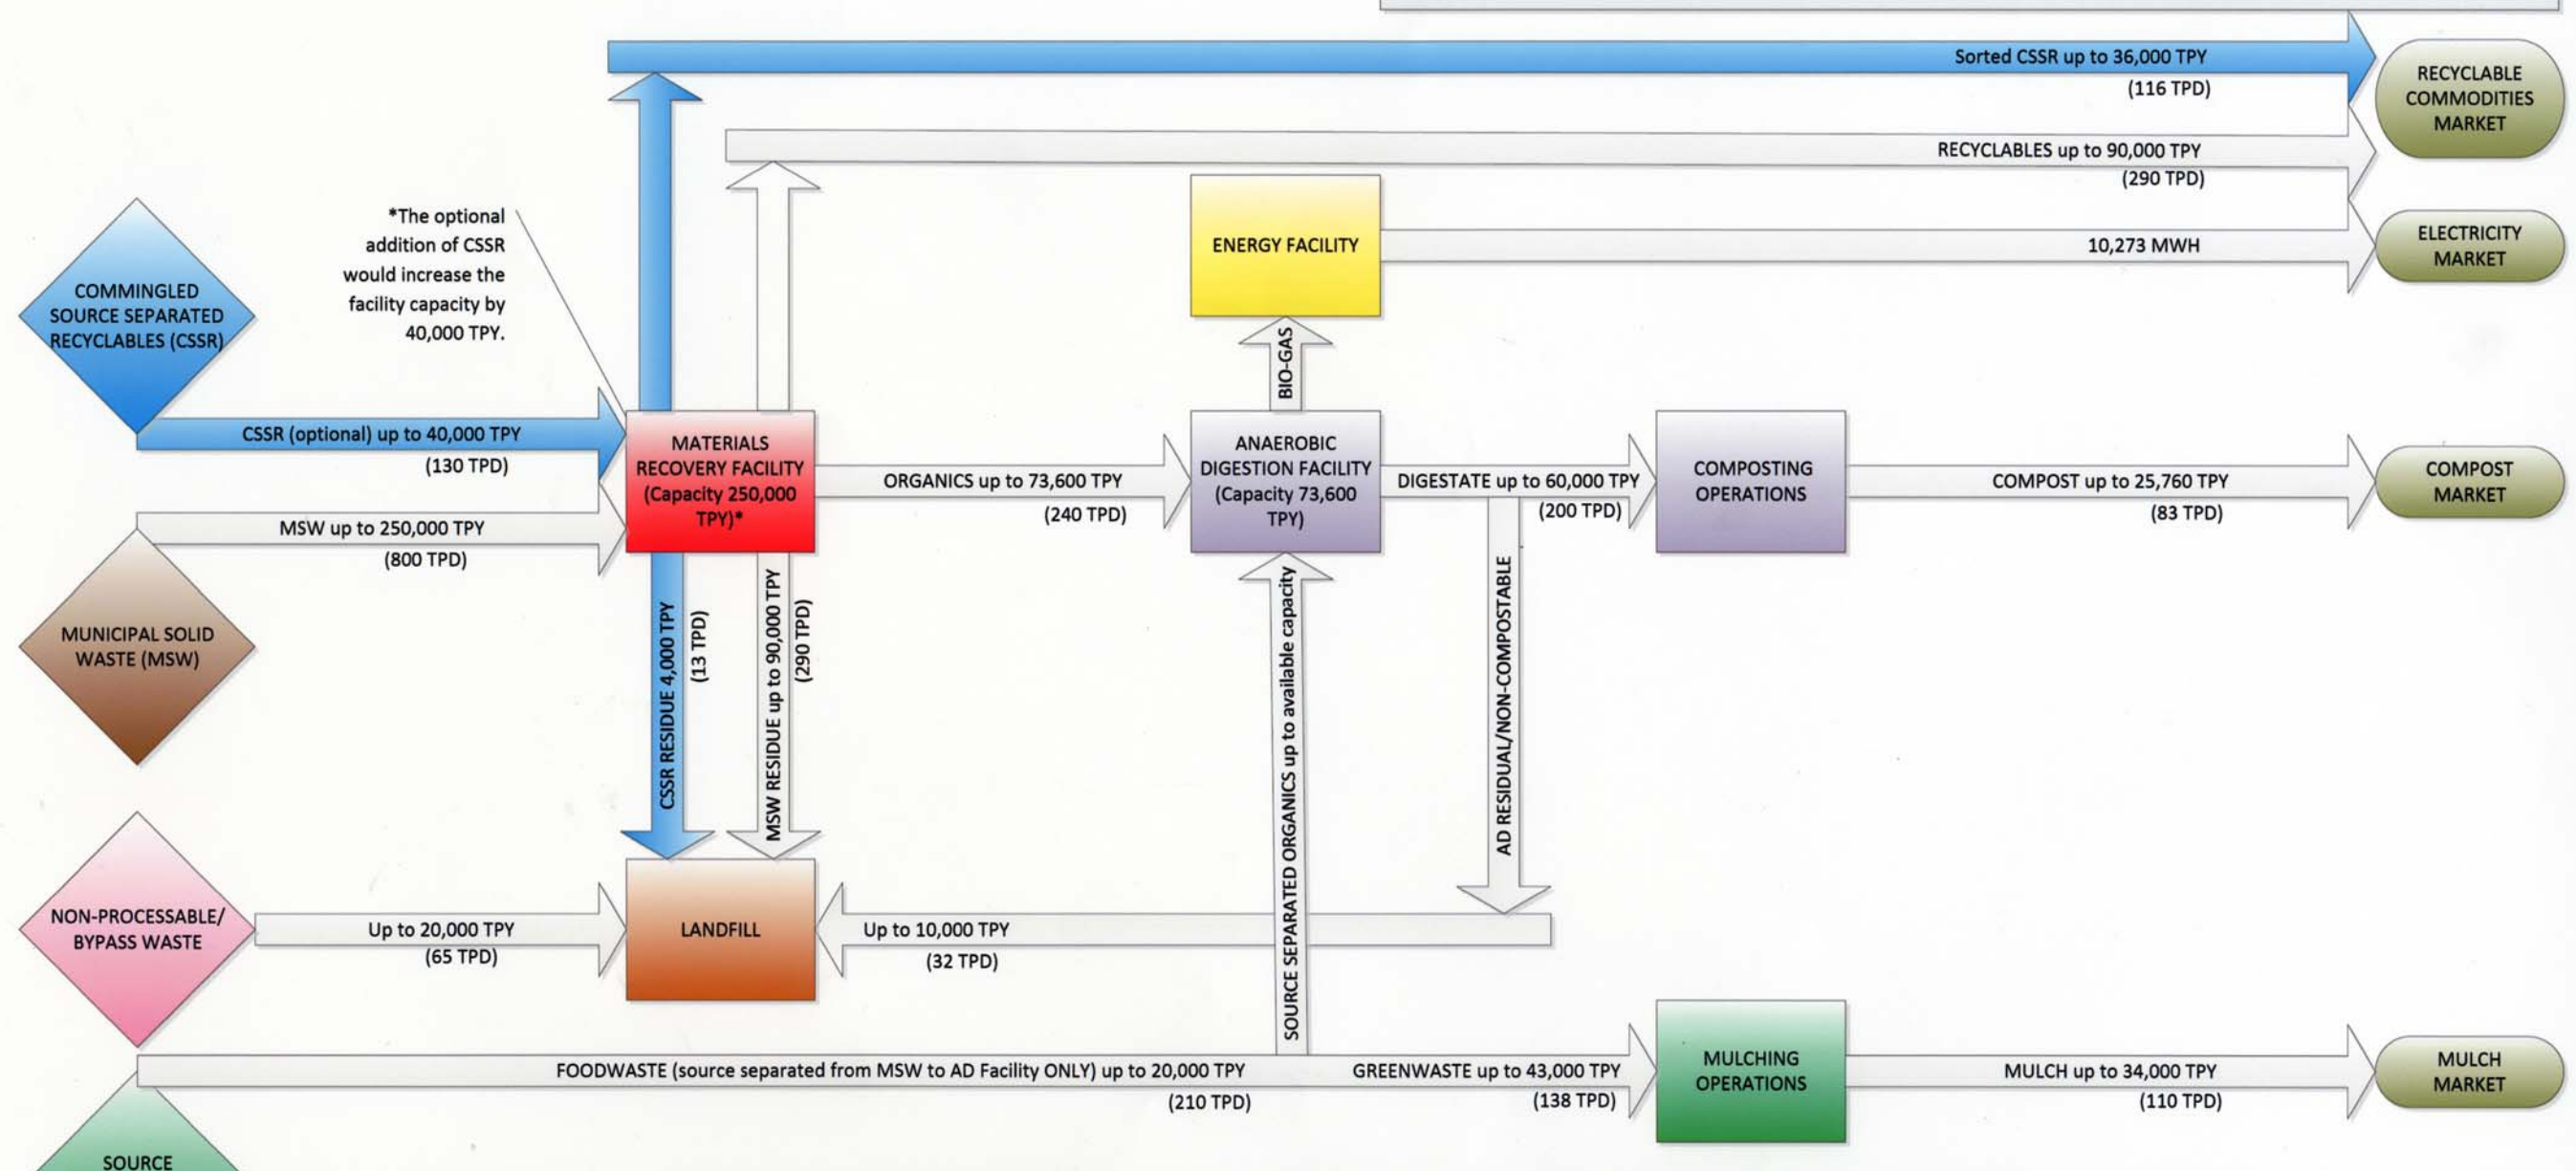 Sorted CSSR up to 36,000 TPY
(116 TPD)
RECYCLABLE
COMMODITIES
MARKET
RECYCLABLES up to 90,000 TPY
(290 TPD)
*The optional
addition of CSSR
would increase the
facility capacity by
40,000 TPY.
ENERGY FACILITY
10,273 MWH
ELECTRICITY
MARKET
COMMINGLED
SOURCE SEPARATED
RECYCLABLES (CSSR)
BIO-GAS
CSSR (optional) up to 40,000 TPY
(130 TPD)
MATERIALS
RECOVERY FACILITY
(Capacity 250,000
TPY)*
ORGANICS up to 73,600 TPY
(240 TPD)
ANAEROBIC
DIGESTION FACILITY
(Capacity 73,600
TPY)
DIGESTATE up to 60,000 TPY
(200 TPD)
COMPOSTING
OPERATIONS
COMPOST up to 25,760 TPY
(83 TPD)
COMPOST
MARKET
MSW up to 250,000 TPY
(800 TPD)
MUNICIPAL SOLID
WASTE (MSW)
CSSR RESIDUE 4,000 TPY
(13 TPD)
MSW RESIDUE up to 90,000 TPY
(290 TPD)
SOURCE SEPARATED ORGANICS up to available capacity
AD RESIDUAL/NON-COMPOSTABLE
NON-PROCESSABLE/
BYPASS WASTE
Up to 20,000 TPY
(65 TPD)
LANDFILL
Up to 10,000 TPY
(32 TPD)
FOODWASTE (source separated from MSW to AD Facility ONLY) up to 20,000 TPY
(210 TPD)
GREENWASTE up to 43,000 TPY
(138 TPD)
MULCHING
OPERATIONS
MULCH up to 34,000 TPY
(110 TPD)
MULCH
MARKET
SOURCE